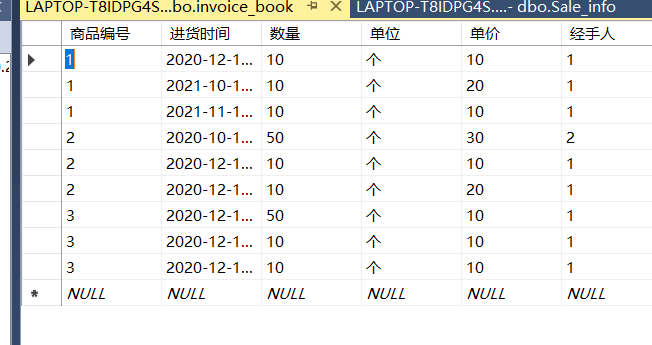 LAPTOP-T8IDPG4S...bo.invoice_book LAPTOP-T8IDPG4S....- dbo.Sale_info
商品编号 进货时间 数量 单位 单价 经手人
1 2020-12-1... 10 个 10 1
1 2021-10-1... 10 个 20 1
1 2021-11-1... 10 个 10 1
2 2020-10-1... 50 个 30 2
2 2020-12-1... 10 个 10 1
2 2020-12-1... 10 个 20 1
3 2020-12-1... 50 个 10 1
3 2020-12-1... 10 个 10 1
3 2020-12-1... 10 个 10 1
* NULL NULL NULL NULL NULL NULL